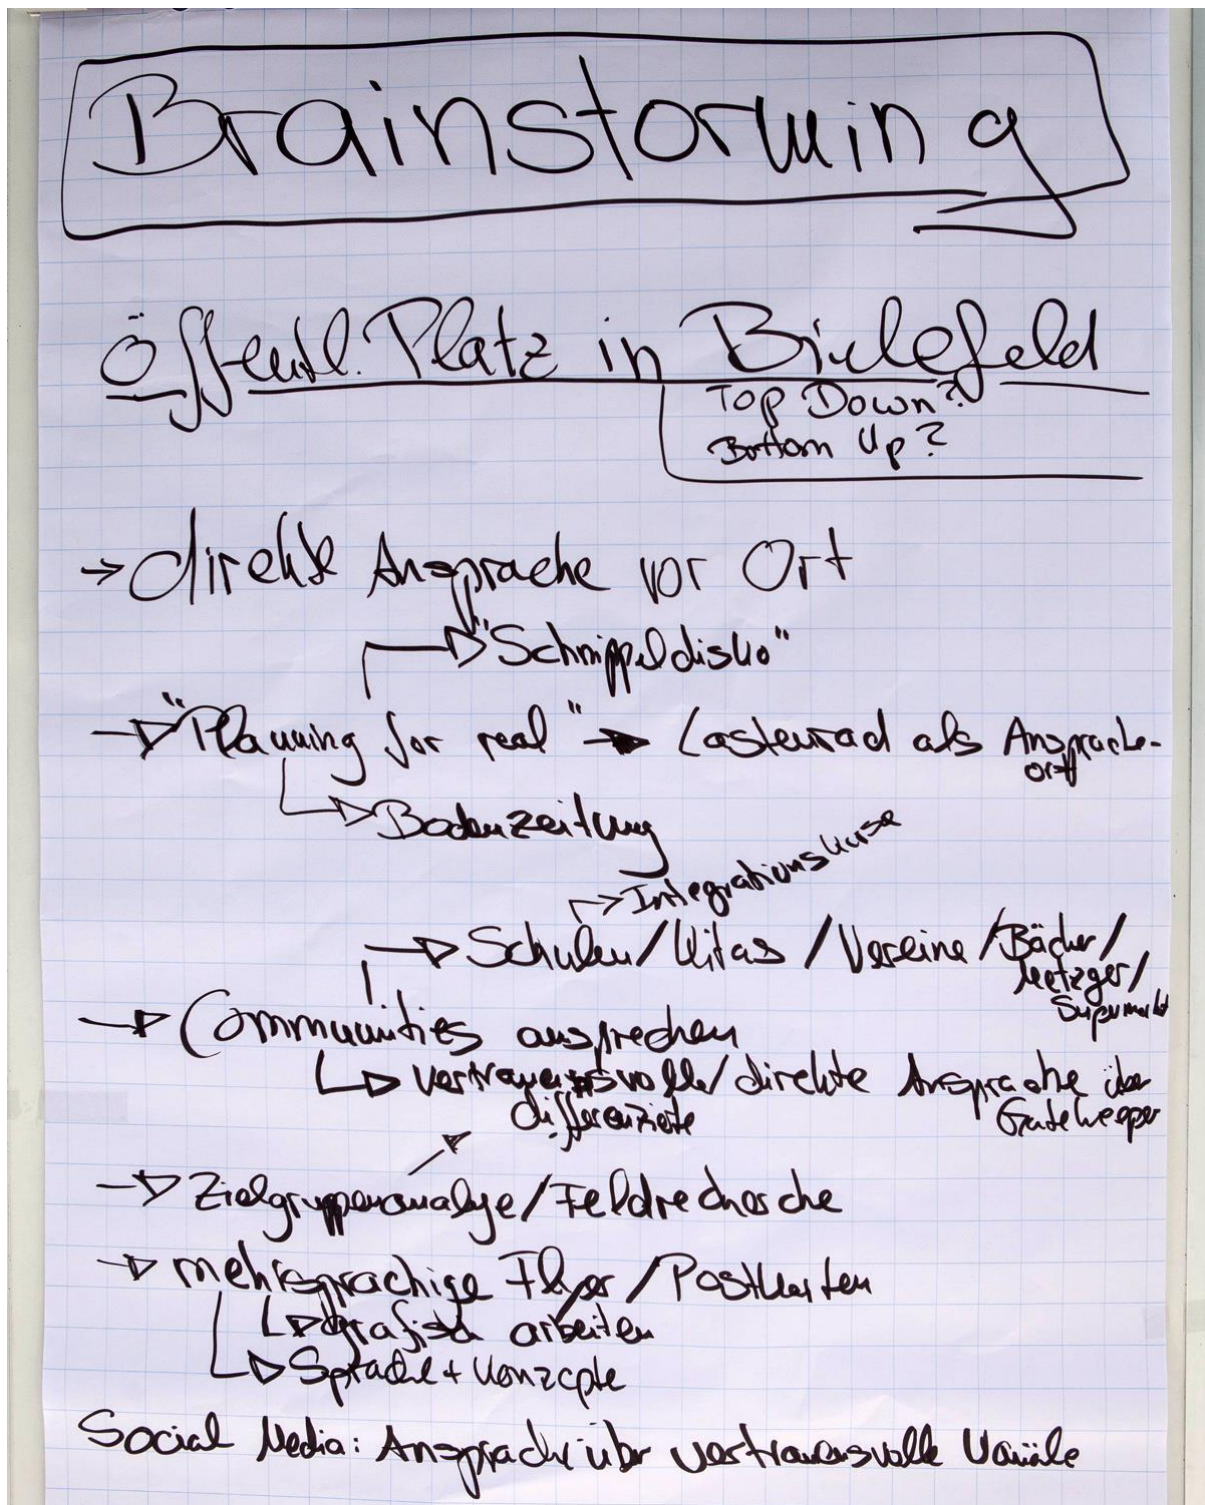 Brainstorming
Öffentl. Platz in Bielefeld
Top Down?
Bottom Up?
→ direkte Ansprache vor Ort
→ "Schnippeldisko"
→ "Planning for real" → Lastenrad als Ansprache-
ort
→ Bodenzeitung
→ Integrationskurse
→ Schulen / Kitas / Vereine / Bäcker /
Metzger /
Supermarkt
→ Communities ansprechen
→ vertrauensvolle / direkte Ansprache über
differenzierte Gatekeeper
→ Zielgruppenanalyse / Feldrecherche
→ mehrsprachige Flyer / Postkarten
→ grafisch arbeiten
→ Sprache + Konzepte
Social Media: Ansprache über vertrauensvolle Kanäle